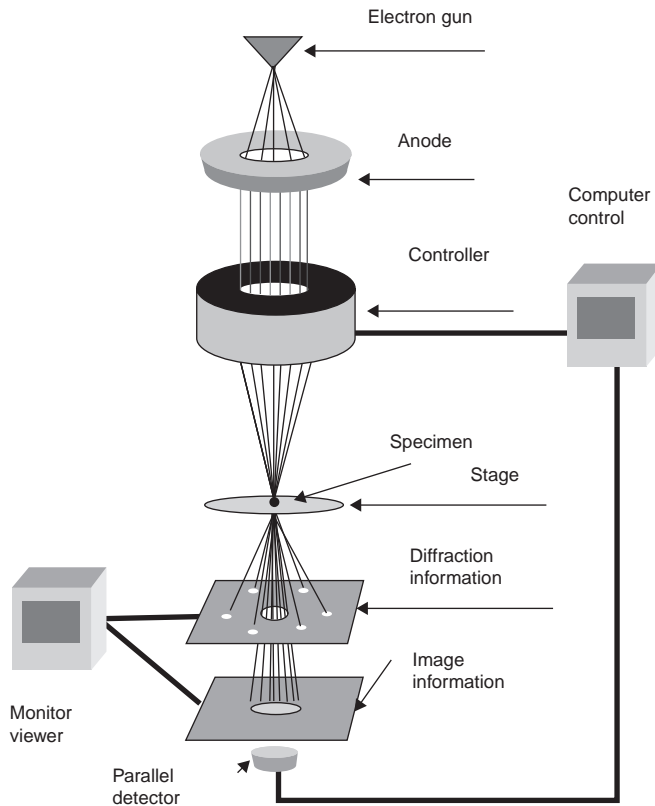 Electron gun
Anode
Computer
control
Controller
Specimen
Stage
Diffraction
information
Image
information
Monitor
viewer
Parallel
detector